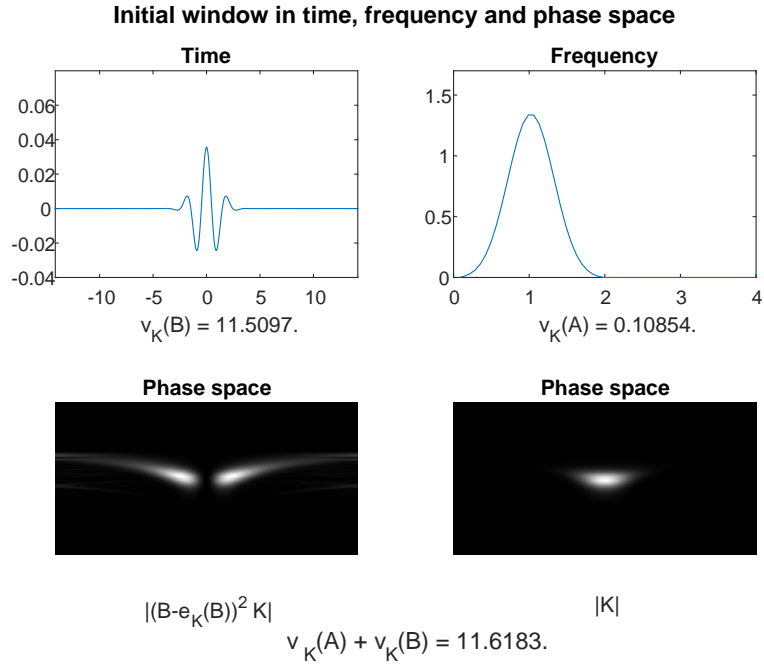 Initial window in time, frequency and phase space
Time
Frequency
0.06
0.04
0.02
0
-0.02
-0.04
-10 -5 0 5 10
v_K(B) = 11.5097.
1.5
1
0.5
0
0 1 2 3 4
v_K(A) = 0.10854.
Phase space
Phase space
|(B-e_K(B))^2 K|
|K|
v_K(A) + v_K(B) = 11.6183.